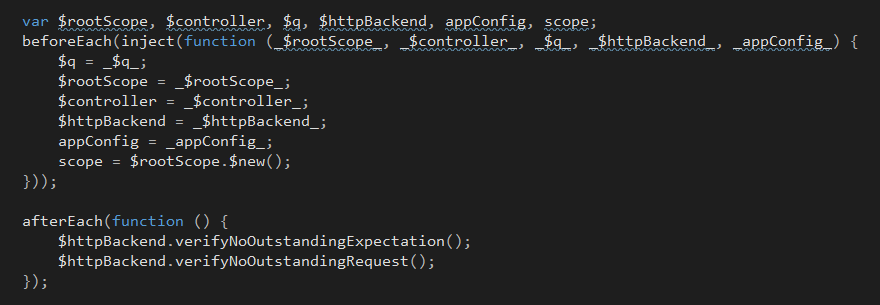 var $rootScope, $controller, $q, $httpBackend, appConfig, scope;
beforeEach(inject(function (_$rootScope_, _$controller_, _$q_, _$httpBackend_, _appConfig_) {
    $q = _$q_;
    $rootScope = _$rootScope_;
    $controller = _$controller_;
    $httpBackend = _$httpBackend_;
    appConfig = _appConfig_;
    scope = $rootScope.$new();
}));

afterEach(function () {
    $httpBackend.verifyNoOutstandingExpectation();
    $httpBackend.verifyNoOutstandingRequest();
});